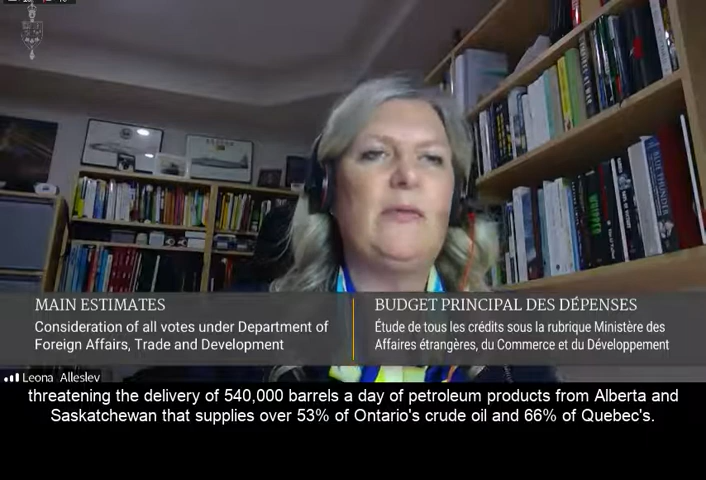 MAIN ESTIMATES
Consideration of all votes under Department of
Foreign Affairs, Trade and Development
BUDGET PRINCIPAL DES DÉPENSES
Étude de tous les crédits sous la rubrique Ministère des
Affaires étrangères, du Commerce et du Développement
Leona Alleslev
threatening the delivery of 540,000 barrels a day of petroleum products from Alberta and
Saskatchewan that supplies over 53% of Ontario's crude oil and 66% of Quebec's.